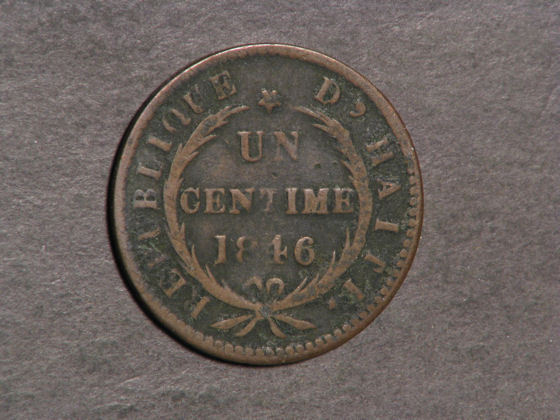 REPUBLIQUE D'HAITI.
UN
CENTIME
1846